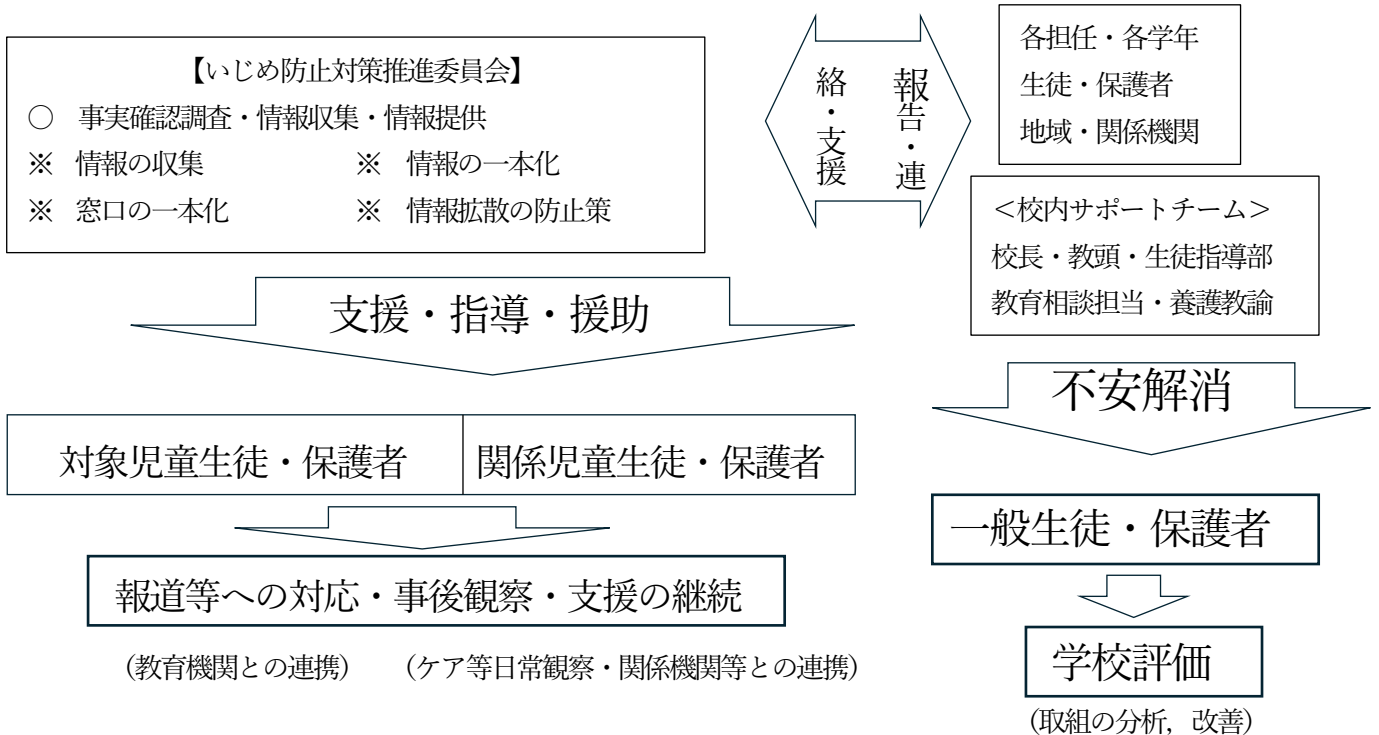 【いじめ防止対策推進委員会】
○ 事実確認調査・情報収集・情報提供
※ 情報の収集 ※ 情報の一本化
※ 窓口の一本化 ※ 情報拡散の防止策
報告・連
絡・支援
各担任・各学年
生徒・保護者
地域・関係機関
＜校内サポートチーム＞
校長・教頭・生徒指導部
教育相談担当・養護教諭
支援・指導・援助
不安解消
対象児童生徒・保護者
関係児童生徒・保護者
一般生徒・保護者
報道等への対応・事後観察・支援の継続
（教育機関との連携） （ケア等日常観察・関係機関等との連携）
学校評価
（取組の分析，改善）